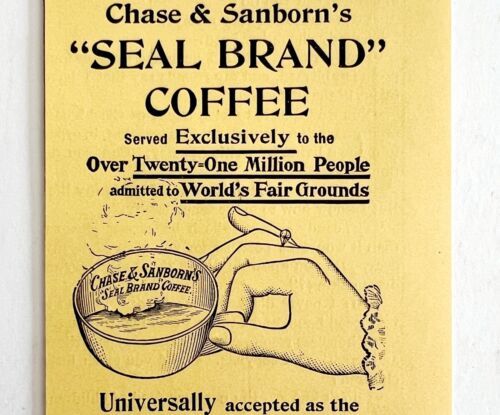 Chase & Sanborn's
"SEAL BRAND"
COFFEE
Served Exclusively to the
Over Twenty=One Million People
admitted to World's Fair Grounds
CHASE & SANBORN'S
"SEAL BRAND" COFFEE
Universally accepted as the